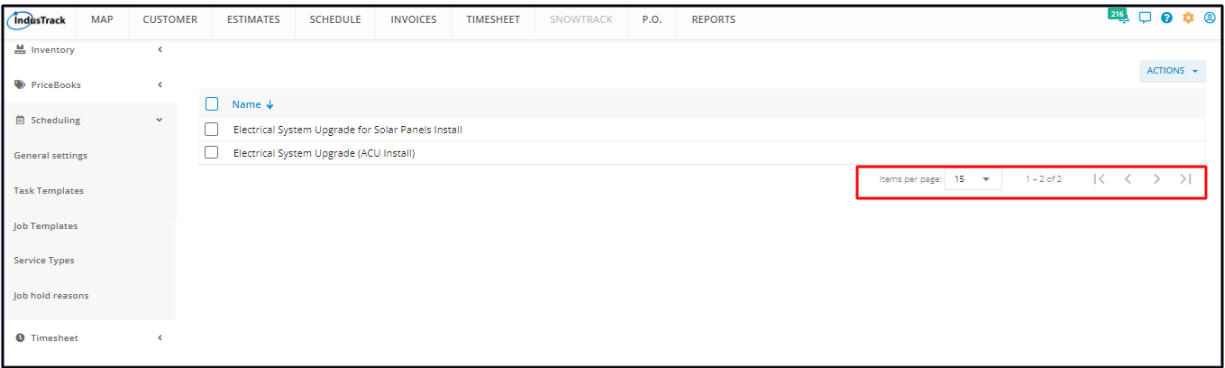 IndusTrack MAP CUSTOMER ESTIMATES SCHEDULE INVOICES TIMESHEET SNOWTRACK P.O. REPORTS 216
Inventory
PriceBooks
Scheduling
General settings
Task Templates
Job Templates
Service Types
Job hold reasons
Timesheet
ACTIONS
Name
Electrical System Upgrade for Solar Panels Install
Electrical System Upgrade (ACU Install)
Items per page: 15 1 – 2 of 2